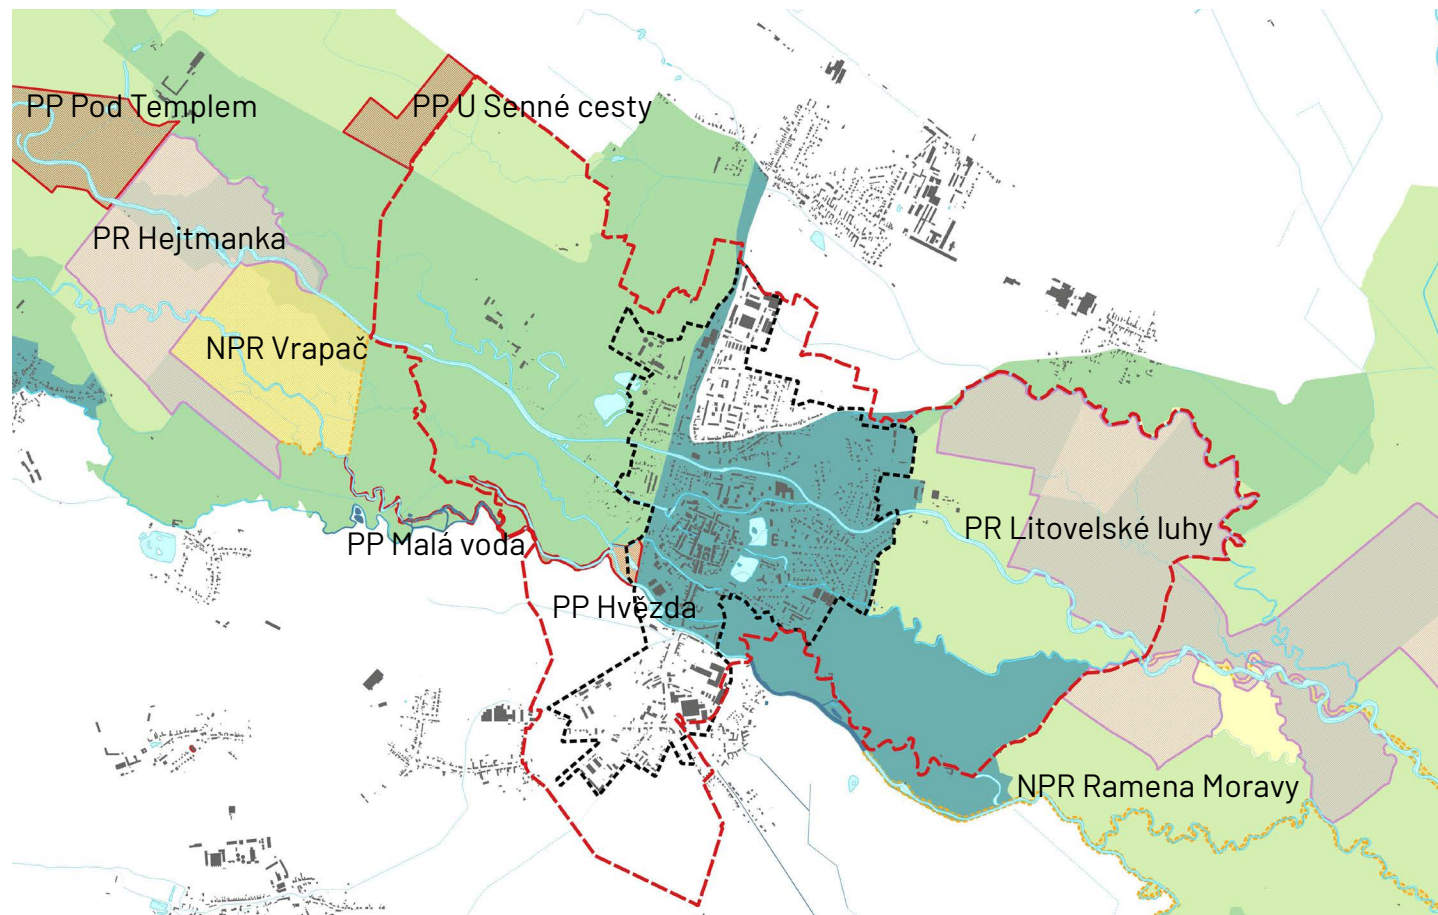 PP Pod Templem
PP U Senné cesty
PR Hejtmanka
NPR Vrapač
PR Litovelské luhy
PP Malá voda
PP Hvězda
NPR Ramena Moravy